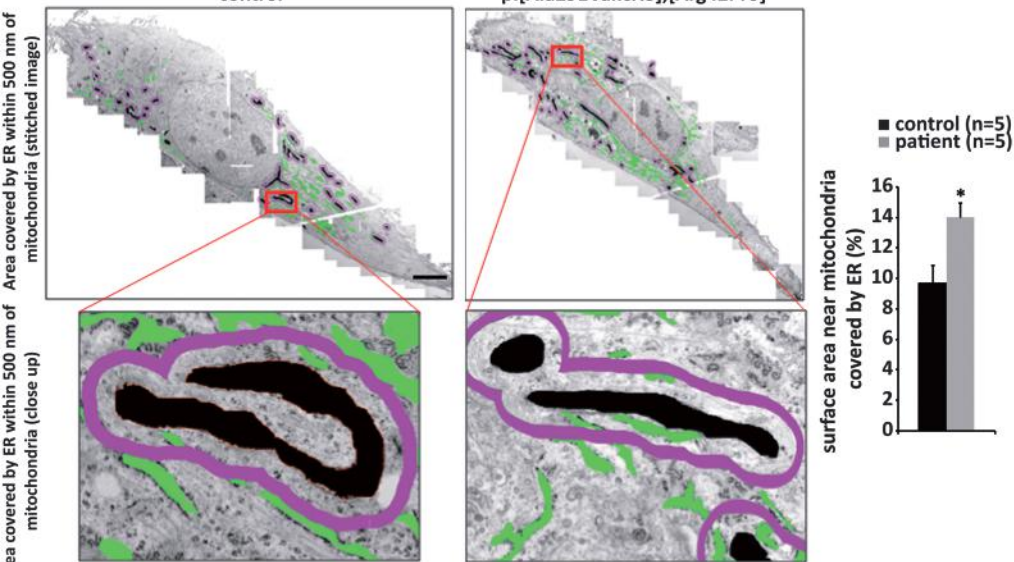 control
Area covered by ER within 500 nm of
mitochondria (stitched image)
covered by ER within 500 nm of
mitochondria (close up)
control (n=5)
patient (n=5)
surface area near mitochondria
covered by ER (%)
16
*
14
12
10
8
6
4
2
0